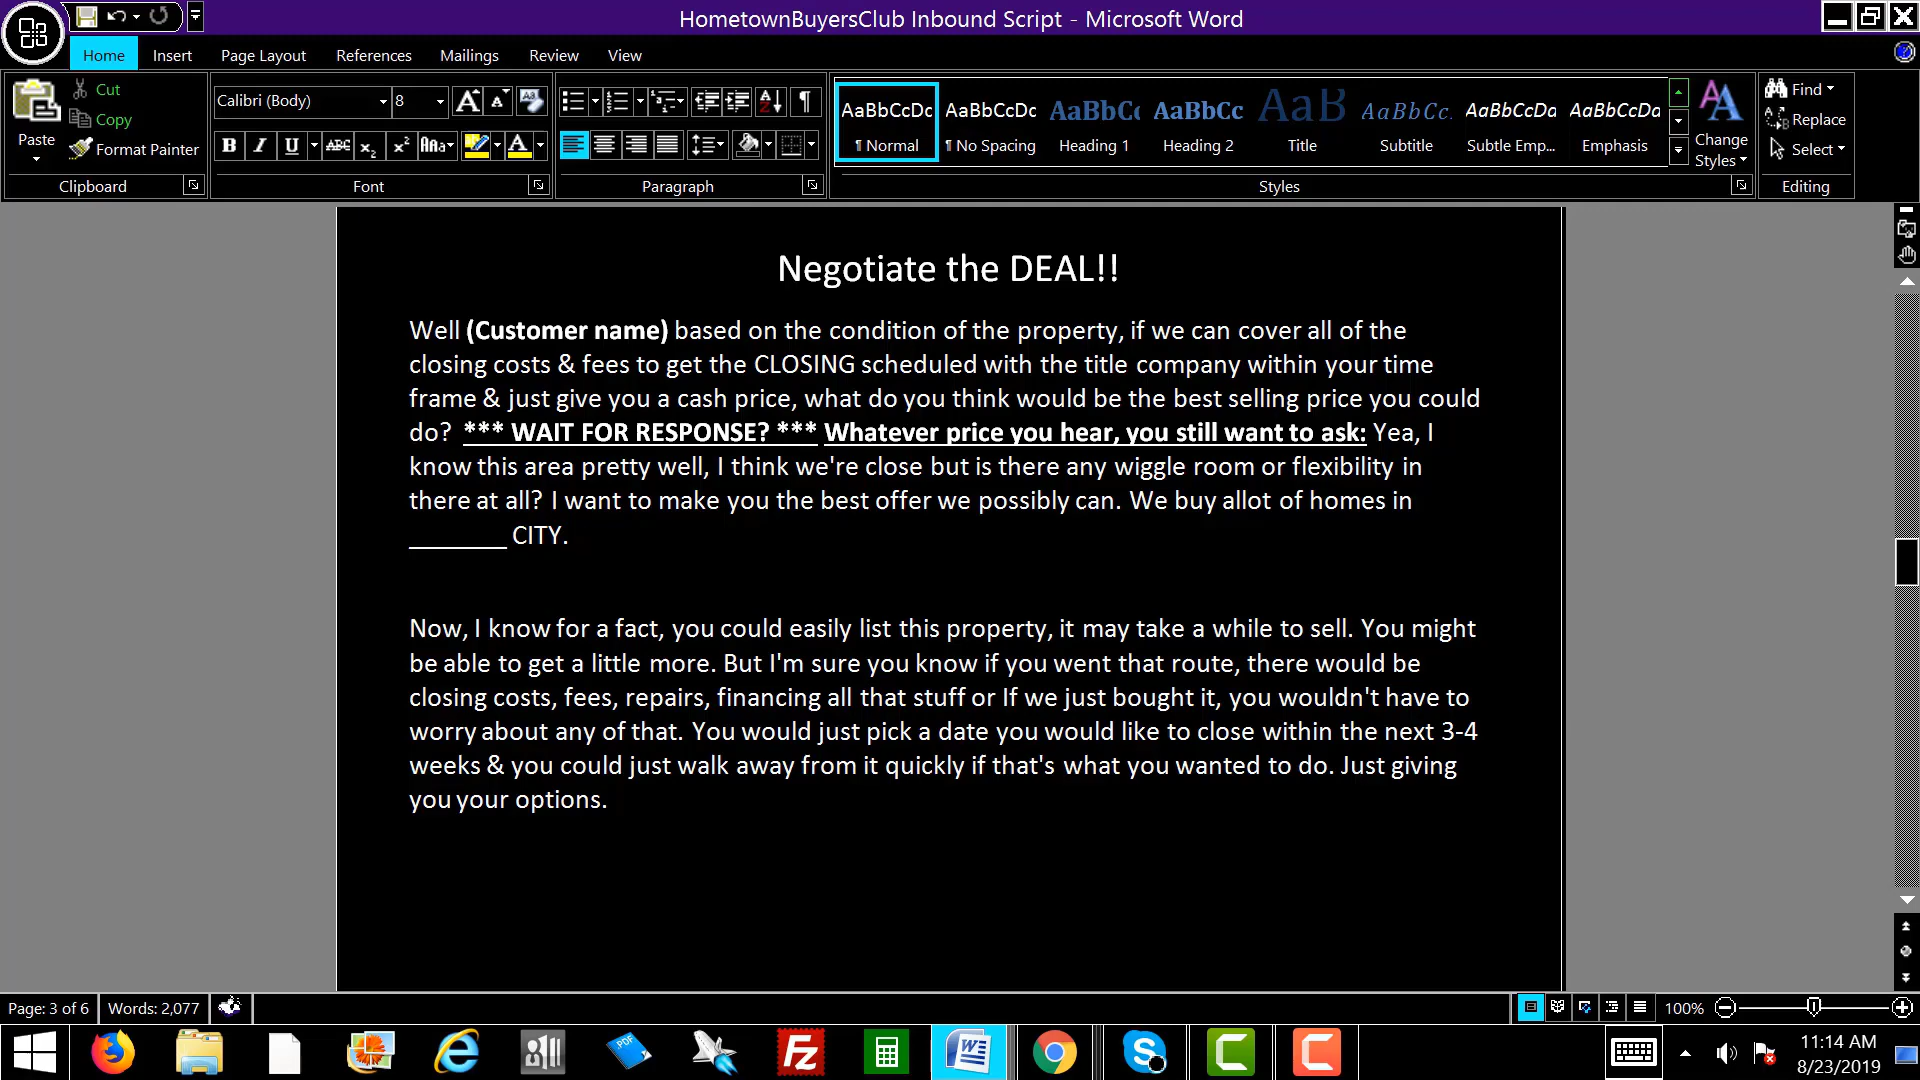 HometownBuyersClub Inbound Script - Microsoft Word
Home Insert Page Layout References Mailings Review View
Paste
Cut
Copy
Format Painter
Clipboard
Calibri (Body) 8
Font
Paragraph
AaBbCcDc AaBbCcDc AaBbCc AaBbCc AaB AaBbCc. AaBbCcDa AaBbCcDa
¶ Normal ¶ No Spacing Heading 1 Heading 2 Title Subtitle Subtle Emp... Emphasis
Change
Styles
Styles
Find
Replace
Select
Editing
Negotiate the DEAL!!
Well (Customer name) based on the condition of the property, if we can cover all of the
closing costs & fees to get the CLOSING scheduled with the title company within your time
frame & just give you a cash price, what do you think would be the best selling price you could
do? *** WAIT FOR RESPONSE? *** Whatever price you hear, you still want to ask: Yea, I
know this area pretty well, I think we're close but is there any wiggle room or flexibility in
there at all? I want to make you the best offer we possibly can. We buy allot of homes in
________ CITY.
Now, I know for a fact, you could easily list this property, it may take a while to sell. You might
be able to get a little more. But I'm sure you know if you went that route, there would be
closing costs, fees, repairs, financing all that stuff or If we just bought it, you wouldn't have to
worry about any of that. You would just pick a date you would like to close within the next 3-4
weeks & you could just walk away from it quickly if that's what you wanted to do. Just giving
you your options.
Page: 3 of 6 Words: 2,077 100%
11:14 AM
8/23/2019